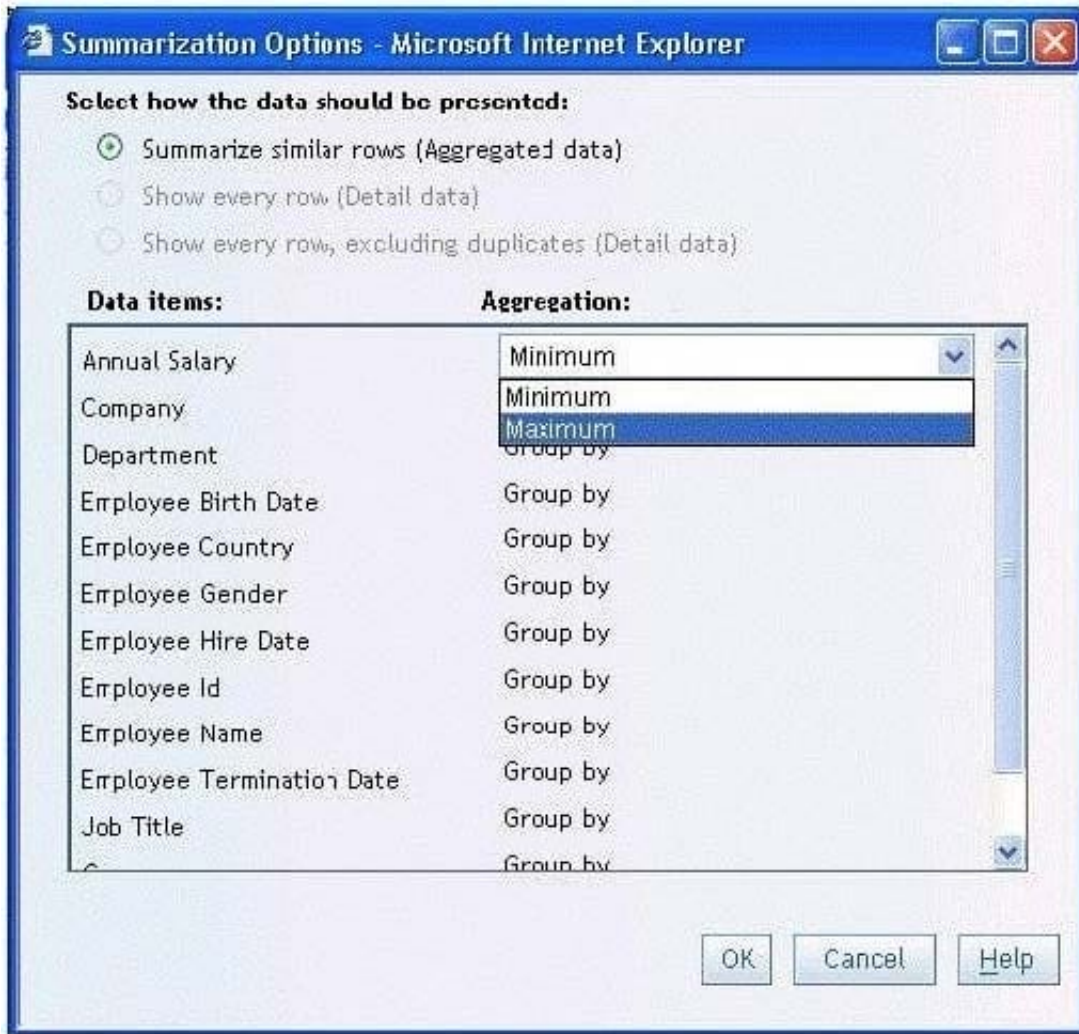 Summarization Options - Microsoft Internet Explorer
Select how the data should be presented:
Summarize similar rows (Aggregated data)
Show every row (Detail data)
Show every row, excluding duplicates (Detail data)
Data items: Aggregation:
Annual Salary Minimum
Minimum
Company
Maximum
Department Group by
Employee Birth Date Group by
Employee Country Group by
Employee Gender Group by
Employee Hire Date Group by
Employee Id Group by
Employee Name Group by
Employee Termination Date Group by
Job Title Group by
Group by
OK Cancel Help